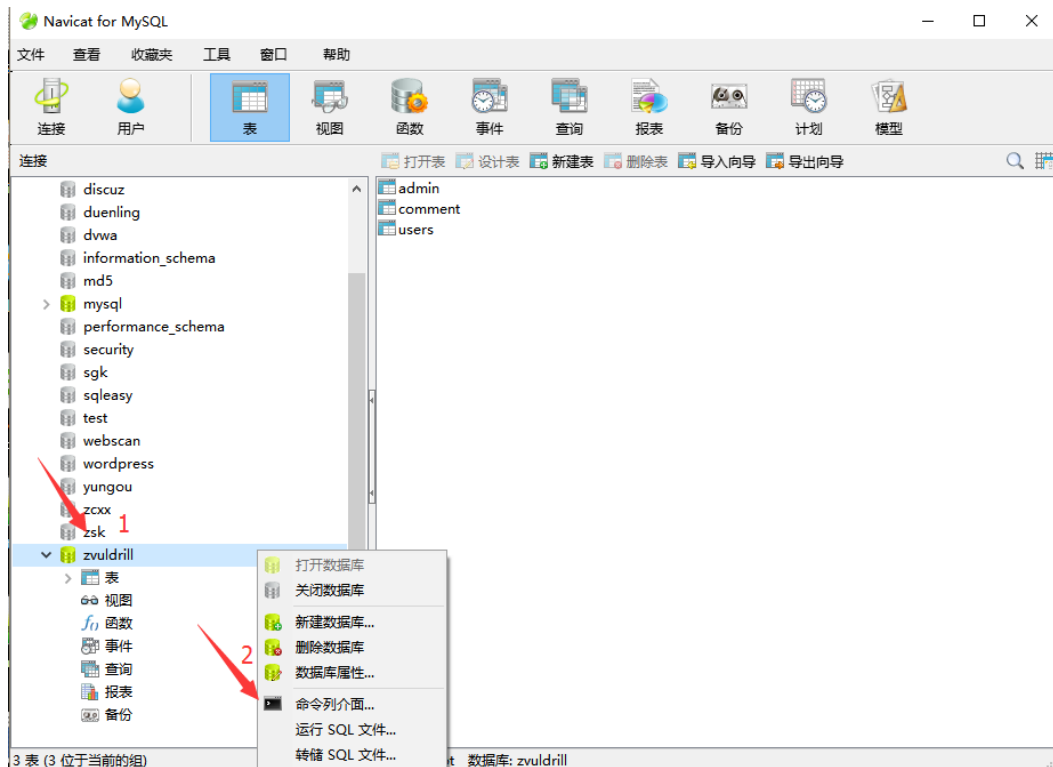 Navicat for MySQL
文件 查看 收藏夹 工具 窗口 帮助
连接 用户 表 视图 函数 事件 查询 报表 备份 计划 模型
连接 打开表 设计表 新建表 删除表 导入向导 导出向导
discuz
duenling
dvwa
information_schema
md5
mysql
performance_schema
security
sgk
sqleasy
test
webscan
wordpress
yungou
zcxx
zsk 1
zvuldrill
表
视图
函数
事件
查询
报表
备份
admin
comment
users
打开数据库
关闭数据库
新建数据库...
2 删除数据库
数据库属性...
命令列介面...
运行 SQL 文件...
转储 SQL 文件...
3 表 (3 位于当前的组) 数据库: zvuldrill